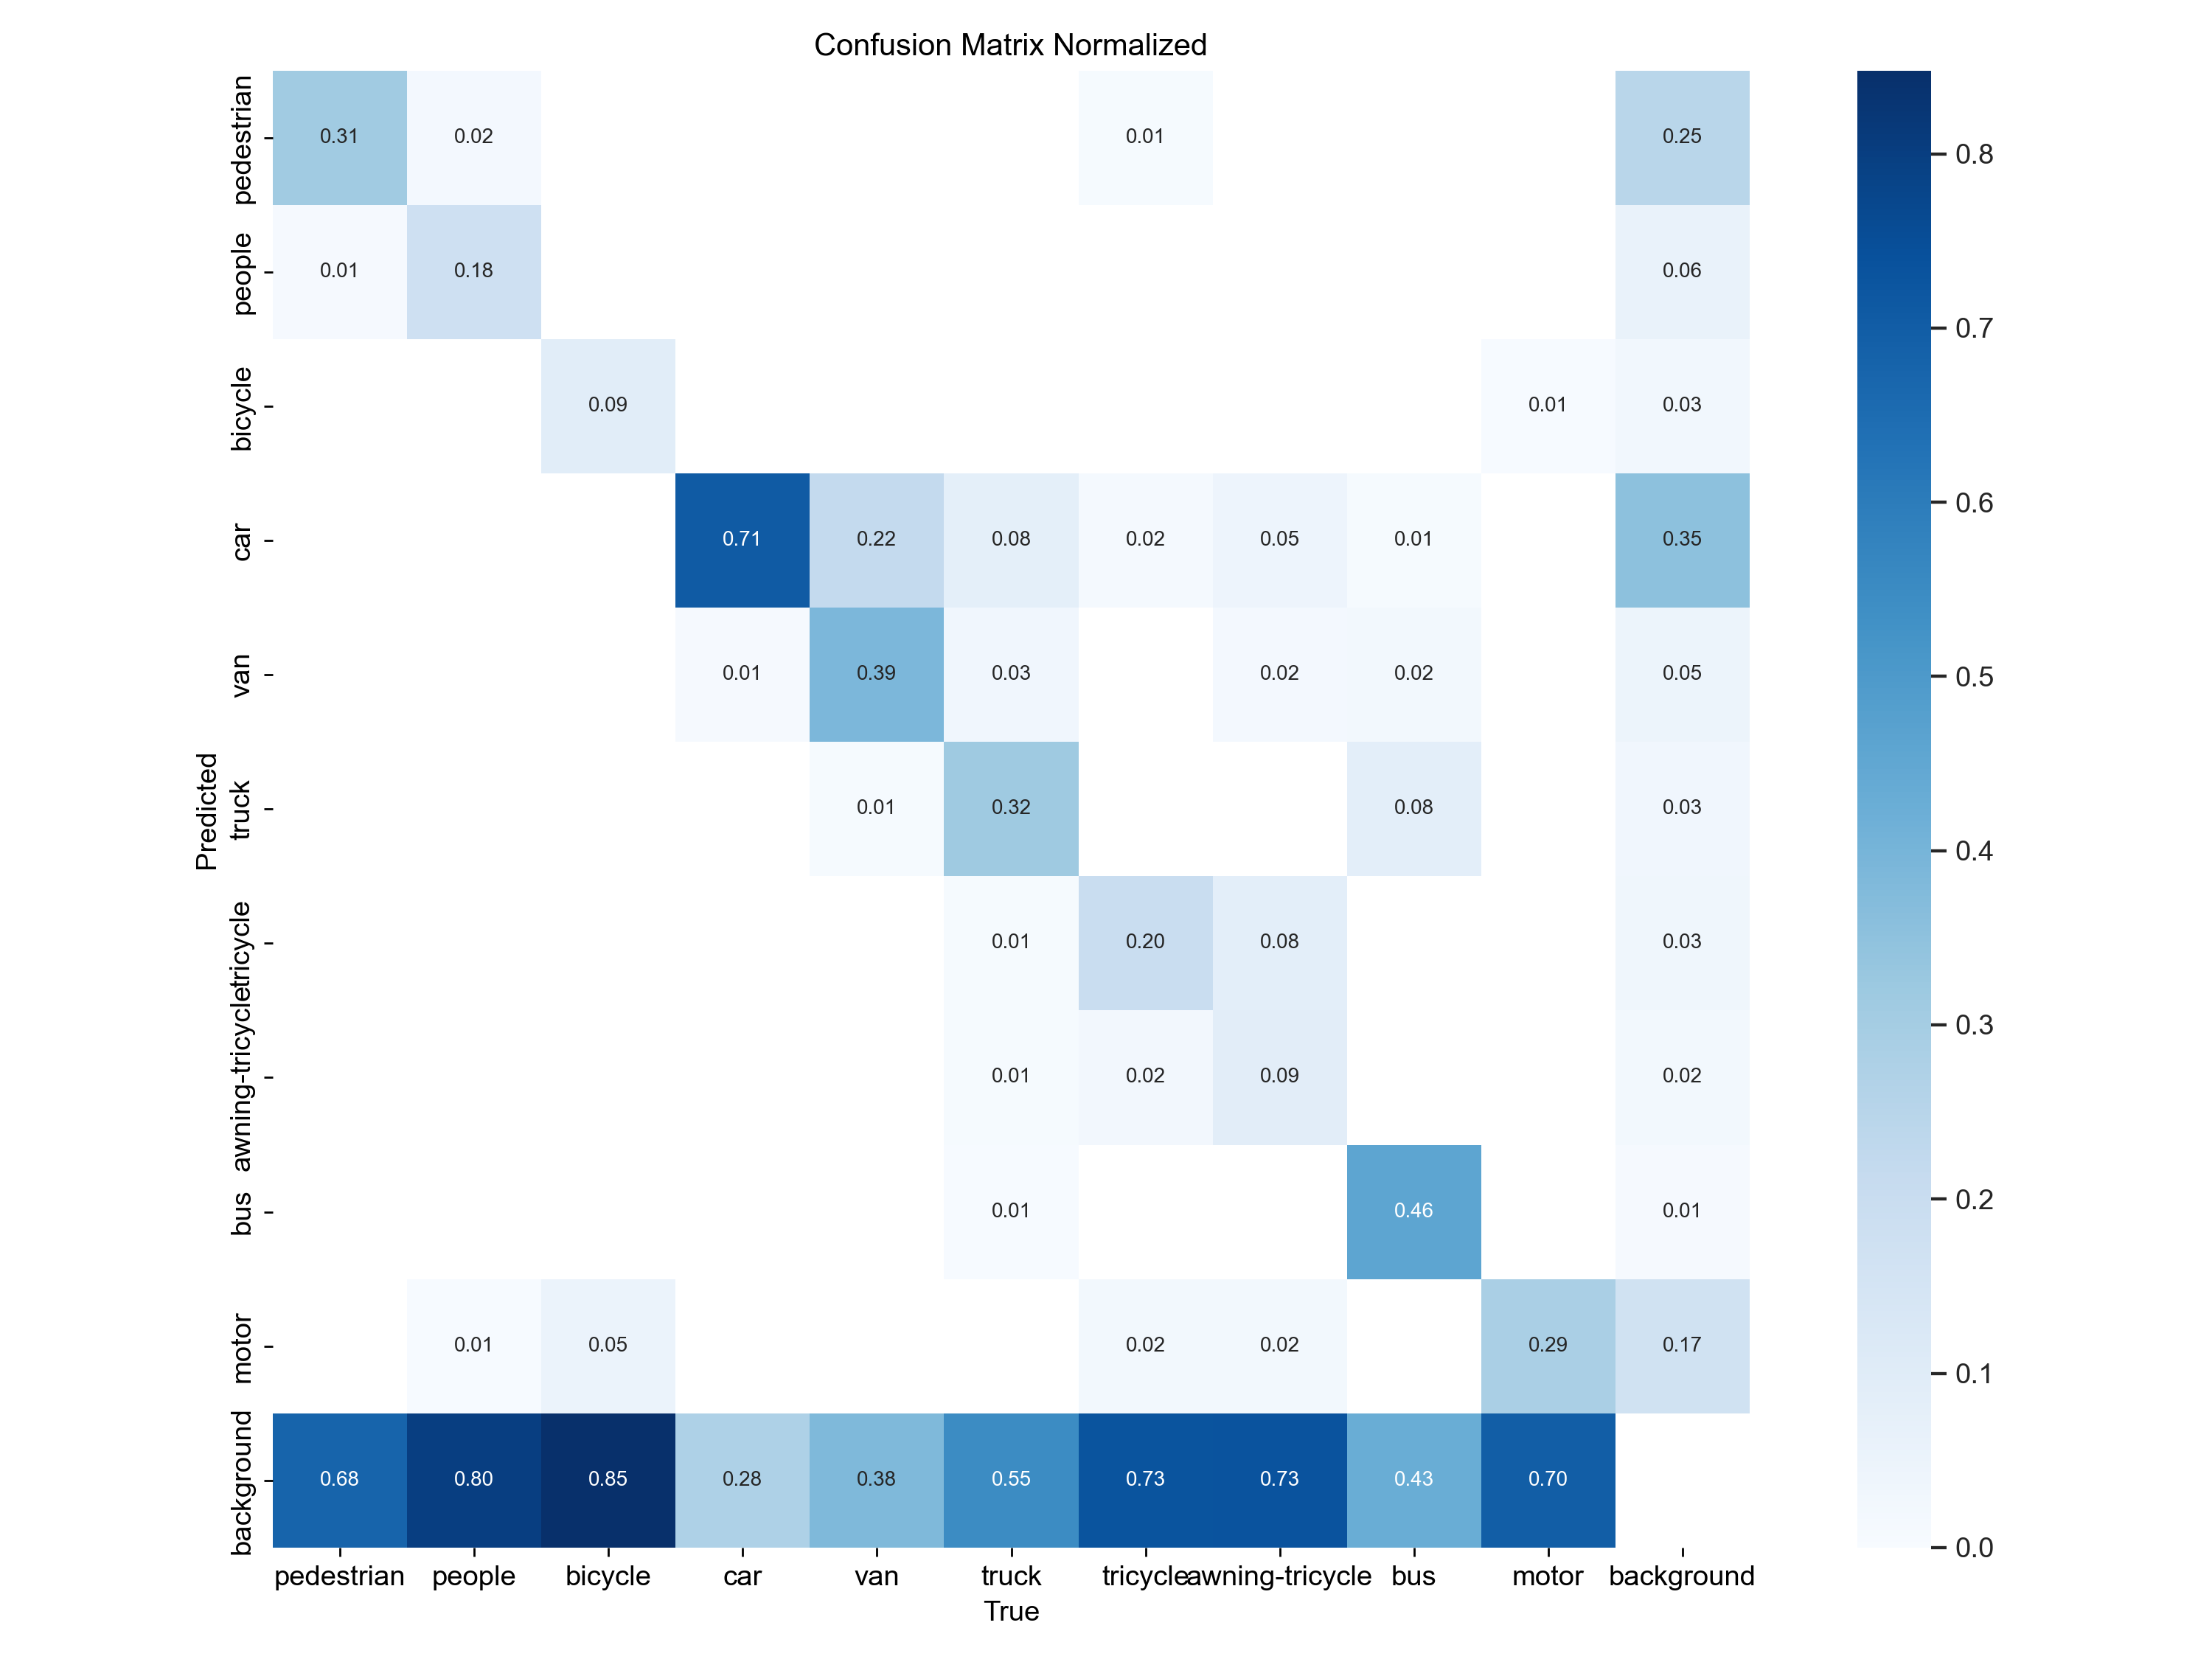 Confusion Matrix Normalized
pedestrian
0.31 0.02 0.01 0.25
people
0.01 0.18 0.06
bicycle
0.09 0.01 0.03
car
0.71 0.22 0.08 0.02 0.05 0.01 0.35
van
0.01 0.39 0.03 0.02 0.02 0.05
truck
0.01 0.32 0.08 0.03
tricycle
0.01 0.20 0.08 0.03
awning-tricycle
0.01 0.02 0.09 0.02
bus
0.01 0.46 0.01
motor
0.01 0.05 0.02 0.02 0.29 0.17
background
0.68 0.80 0.85 0.28 0.38 0.55 0.73 0.73 0.43 0.70
Predicted
pedestrian people bicycle car van truck tricycle awning-tricycle bus motor background
True
0.8
0.7
0.6
0.5
0.4
0.3
0.2
0.1
0.0